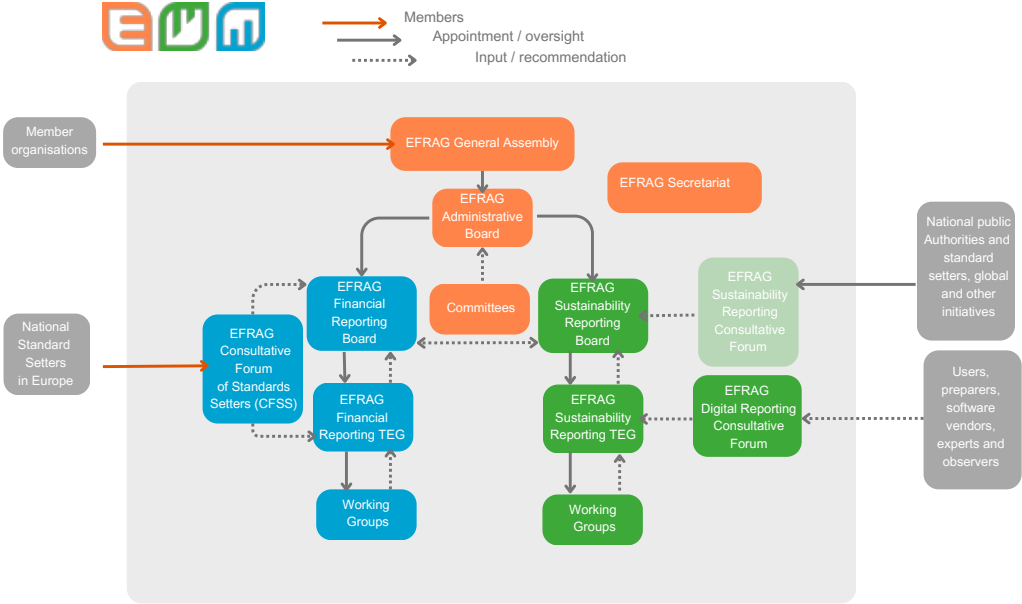 Members
Appointment / oversight
Input / recommendation
Member
organisations
EFRAG General Assembly
EFRAG Secretariat
EFRAG
Administrative
Board
National public
Authorities and
standard
setters, global
and other
initiatives
EFRAG
Financial
Reporting
Board
Committees
EFRAG
Sustainability
Reporting
Board
EFRAG
Sustainability
Reporting
Consultative
Forum
National
Standard
Setters
in Europe
EFRAG
Consultative
Forum
of Standards
Setters (CFSS)
EFRAG
Financial
Reporting TEG
EFRAG
Sustainability
Reporting TEG
EFRAG
Digital Reporting
Consultative
Forum
Users,
preparers,
software
vendors,
experts and
observers
Working
Groups
Working
Groups